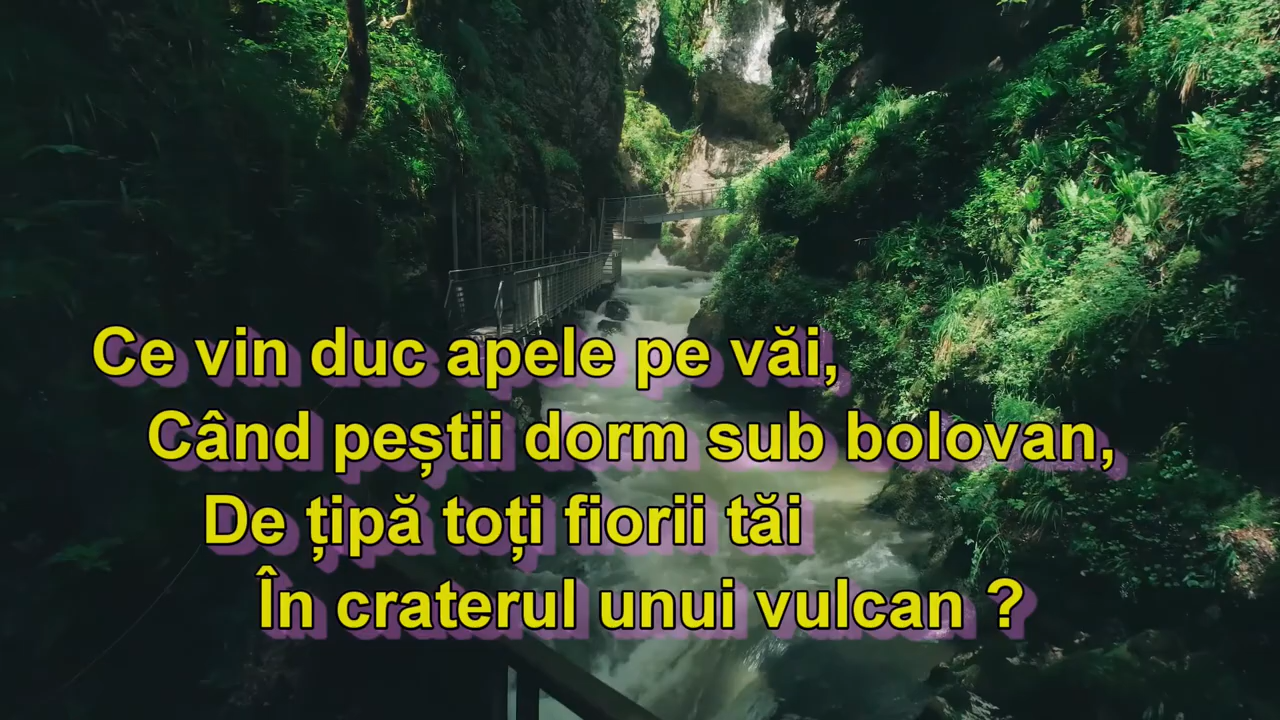 Ce vin duc apele pe văi,
Când peștii dorm sub bolovan,
De țipă toți fiorii tăi
În craterul unui vulcan ?